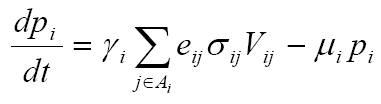 dp_i/dt = γ_i ∑_{j∈A_i} e_{ij} σ_{ij} V_{ij} − μ_i p_i